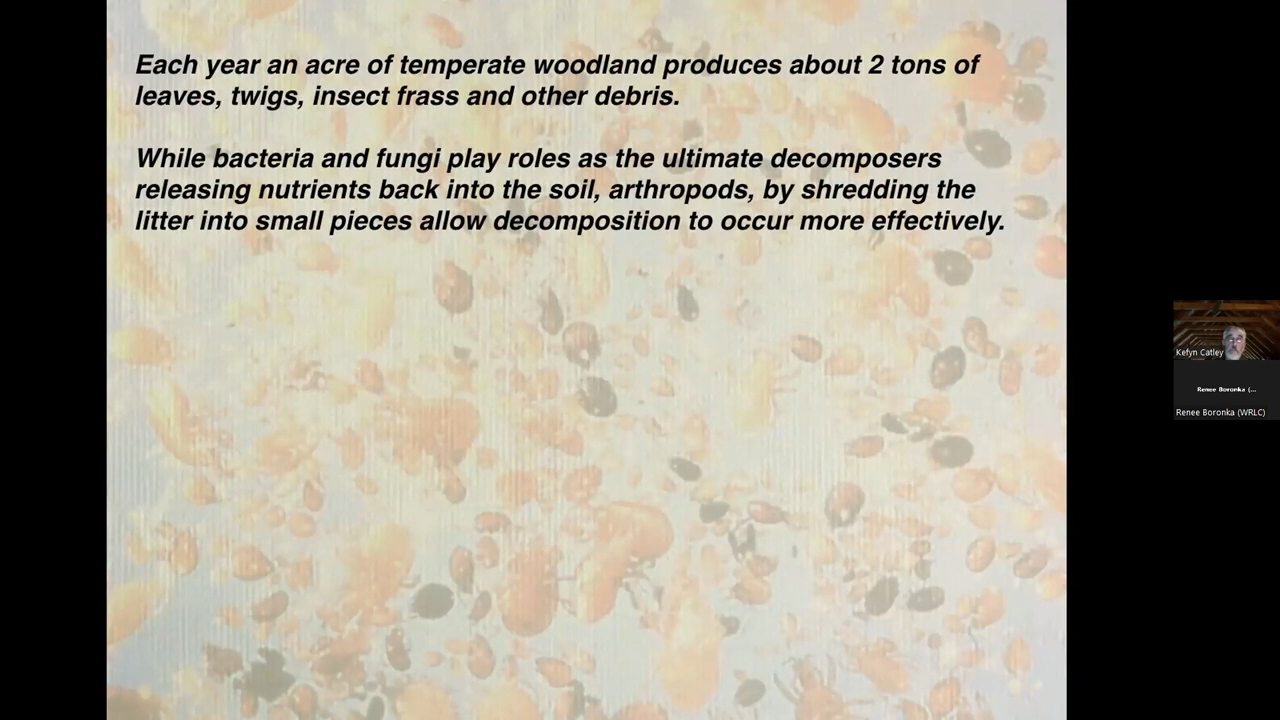 Each year an acre of temperate woodland produces about 2 tons of
leaves, twigs, insect frass and other debris.
While bacteria and fungi play roles as the ultimate decomposers
releasing nutrients back into the soil, arthropods, by shredding the
litter into small pieces allow decomposition to occur more effectively.
Kefyn Catley
Renee Boronka (...
Renee Boronka (WRLC)